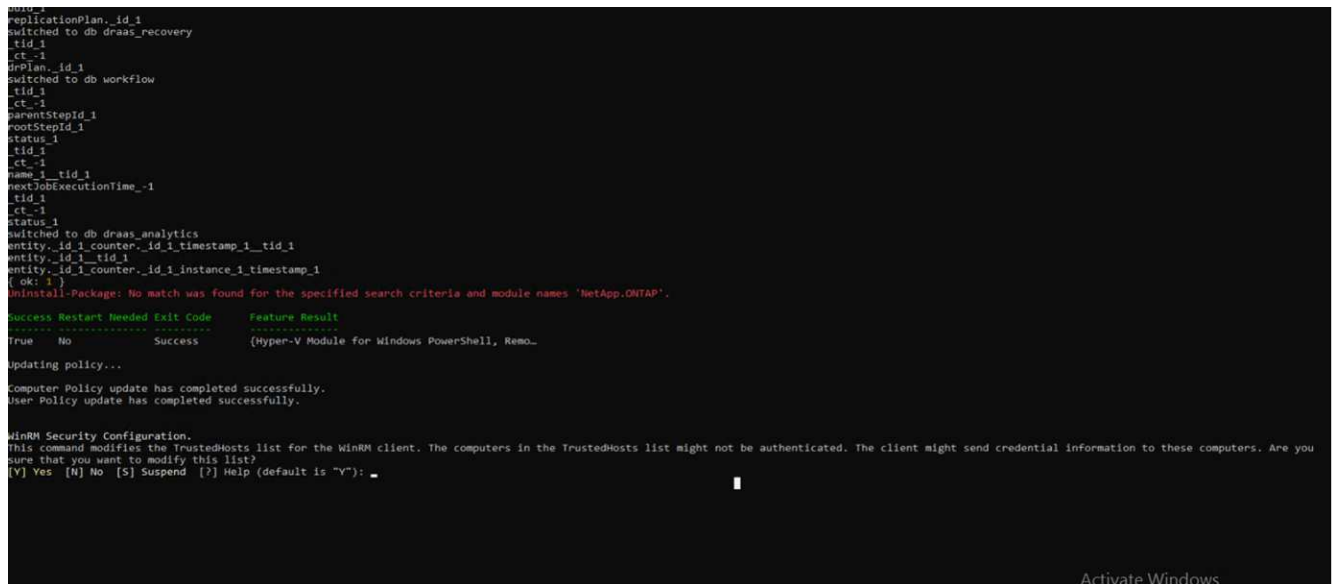 replicationPlan._id_1
switched to db draas_recovery
_tid_1
_ct_-1
drPlan._id_1
switched to db workflow
_tid_1
_ct_-1
parentStepId_1
rootStepId_1
status_1
_tid_1
_ct_-1
name_1__tid_1
nextJobExecutionTime_-1
_tid_1
_ct_-1
status_1
switched to db draas_analytics
entity._id_1_counter._id_1_timestamp_1__tid_1
entity._id_1__tid_1
entity._id_1_counter._id_1_instance_1_timestamp_1
{ ok: 1 }
Uninstall-Package: No match was found for the specified search criteria and module names 'NetApp.ONTAP'.
Success Restart Needed Exit Code Feature Result
------- -------------- --------- --------------
True No Success {Hyper-V Module for Windows PowerShell, Remo…
Updating policy...
Computer Policy update has completed successfully.
User Policy update has completed successfully.
WinRM Security Configuration.
This command modifies the TrustedHosts list for the WinRM client. The computers in the TrustedHosts list might not be authenticated. The client might send credential information to these computers. Are you
sure that you want to modify this list?
[Y] Yes [N] No [S] Suspend [?] Help (default is "Y"):
Activate Windows